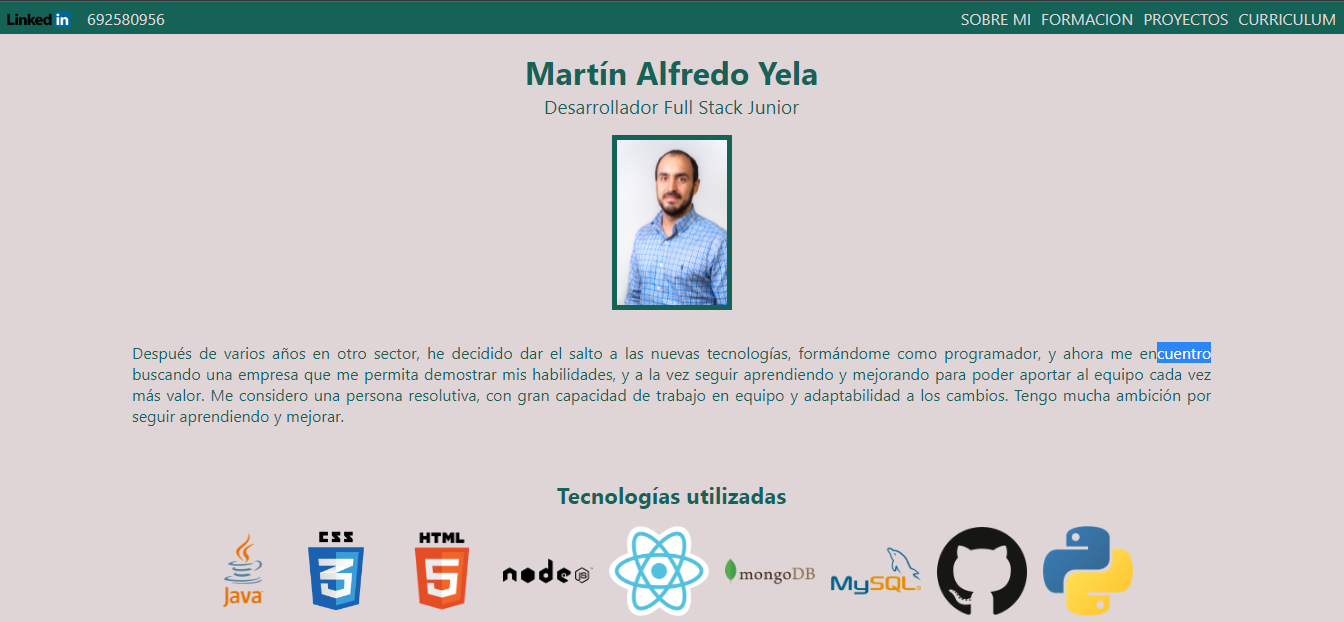 Linked in 692580956 SOBRE MI FORMACION PROYECTOS CURRICULUM
Martín Alfredo Yela
Desarrollador Full Stack Junior
Después de varios años en otro sector, he decidido dar el salto a las nuevas tecnologías, formándome como programador, y ahora me encuentro
buscando una empresa que me permita demostrar mis habilidades, y a la vez seguir aprendiendo y mejorando para poder aportar al equipo cada vez
más valor. Me considero una persona resolutiva, con gran capacidad de trabajo en equipo y adaptabilidad a los cambios. Tengo mucha ambición por
seguir aprendiendo y mejorar.
Tecnologías utilizadas
Java CSS 3 HTML 5 node JS mongoDB MySQL